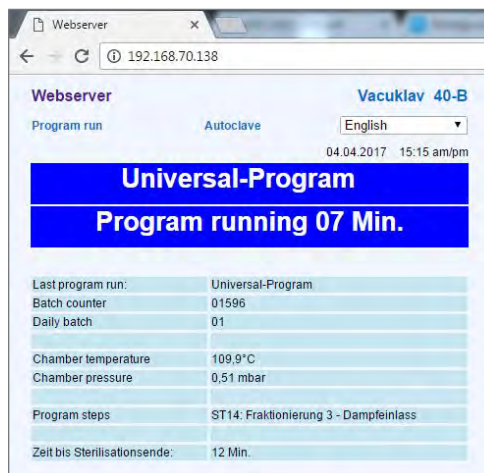 Webserver
192.168.70.138
Webserver Vacuklav 40-B
Program run Autoclave English
04.04.2017 15:15 am/pm
Universal-Program
Program running 07 Min.
Last program run: Universal-Program
Batch counter 01596
Daily batch 01
Chamber temperature 109,9°C
Chamber pressure 0,51 mbar
Program steps ST14: Fraktionierung 3 - Dampfeinlass
Zeit bis Sterilisationsende: 12 Min.